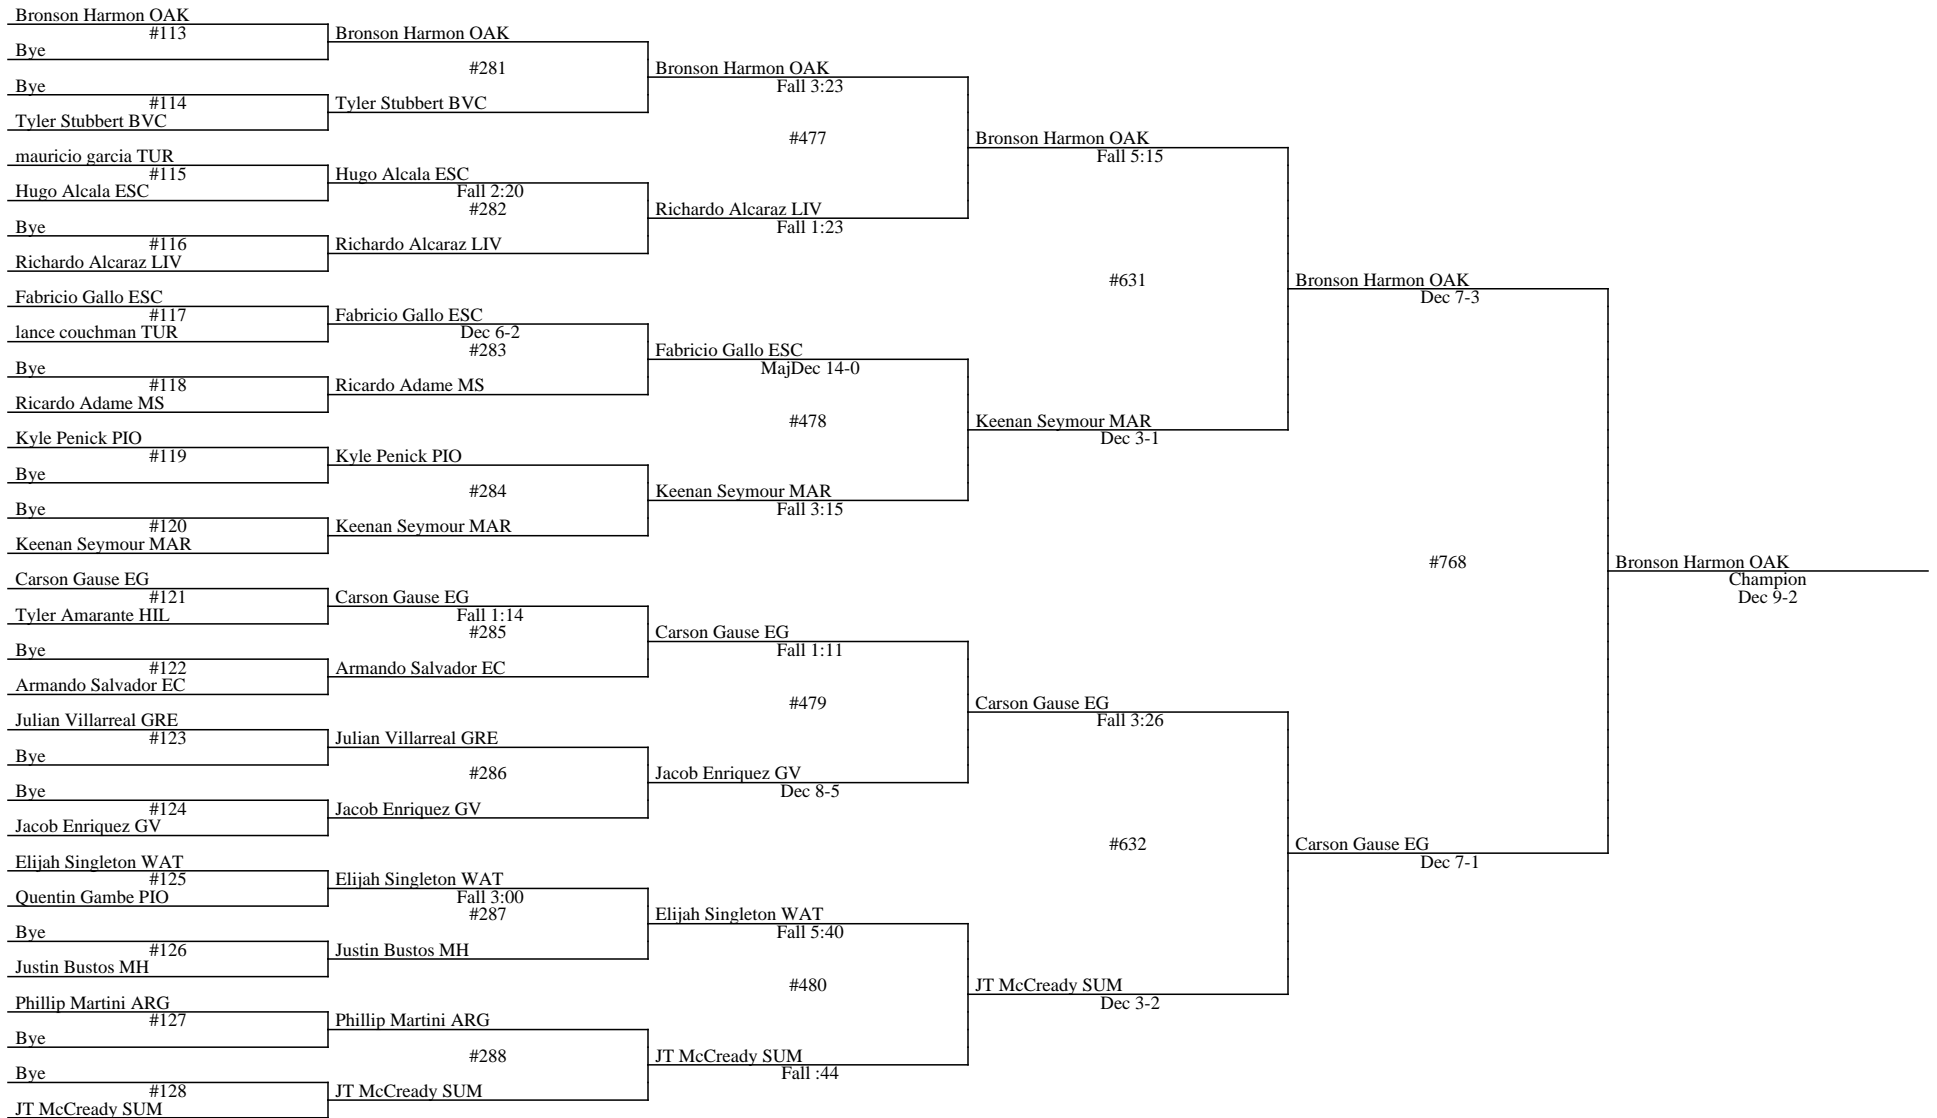 Bronson Harmon OAK
#113
Bye
Bye
#114
Tyler Stubbert BVC
mauricio garcia TUR
#115
Hugo Alcala ESC
Bye
#116
Richardo Alcaraz LIV
Fabricio Gallo ESC
#117
lance couchman TUR
Bye
#118
Ricardo Adame MS
Kyle Penick PIO
#119
Bye
Bye
#120
Keenan Seymour MAR
Carson Gause EG
#121
Tyler Amarante HIL
Bye
#122
Armando Salvador EC
Julian Villarreal GRE
#123
Bye
Bye
#124
Jacob Enriquez GV
Elijah Singleton WAT
#125
Quentin Gambe PIO
Bye
#126
Justin Bustos MH
Phillip Martini ARG
#127
Bye
Bye
#128
JT McCready SUM
Bronson Harmon OAK
#281
Tyler Stubbert BVC
Hugo Alcala ESC
Fall 2:20
#282
Richardo Alcaraz LIV
Fabricio Gallo ESC
Dec 6-2
#283
Ricardo Adame MS
Kyle Penick PIO
#284
Keenan Seymour MAR
Carson Gause EG
Fall 1:14
#285
Armando Salvador EC
Julian Villarreal GRE
#286
Jacob Enriquez GV
Elijah Singleton WAT
Fall 3:00
#287
Justin Bustos MH
Phillip Martini ARG
#288
JT McCready SUM
Bronson Harmon OAK
Fall 3:23
#477
Richardo Alcaraz LIV
Fall 1:23
Fabricio Gallo ESC
MajDec 14-0
#478
Keenan Seymour MAR
Fall 3:15
Carson Gause EG
Fall 1:11
#479
Jacob Enriquez GV
Dec 8-5
Elijah Singleton WAT
Fall 5:40
#480
JT McCready SUM
Fall :44
Bronson Harmon OAK
Fall 5:15
#631
Keenan Seymour MAR
Dec 3-1
Carson Gause EG
Fall 3:26
#632
JT McCready SUM
Dec 3-2
Bronson Harmon OAK
Dec 7-3
#768
Carson Gause EG
Dec 7-1
Bronson Harmon OAK
Champion
Dec 9-2